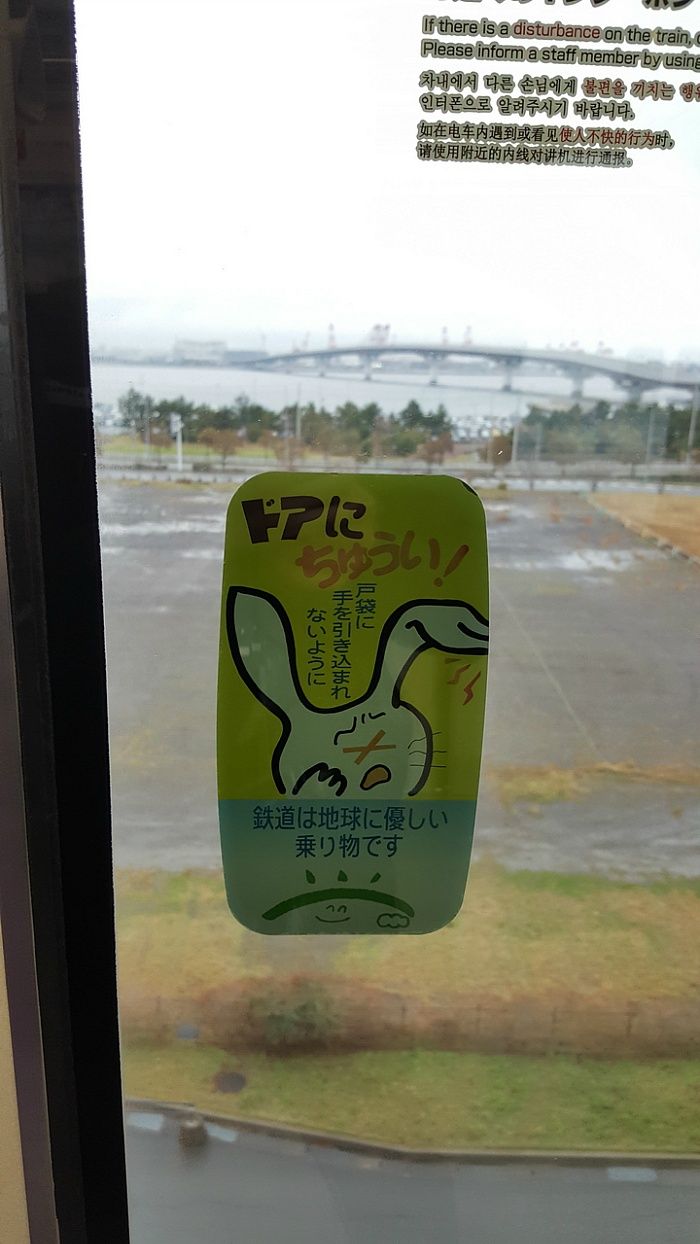 If there is a disturbance on the train,
Please inform a staff member by using
차내에서 다른 손님에게 불편을 끼치는
인터폰으로 알려주시기 바랍니다.
如在电车内遇到或看见使人不快的行为时，
请使用附近的内线对讲机进行通报。
ドアに
ちゅうい！
戸袋に
手を引き込まれ
ないように
鉄道は地球に優しい
乗り物です